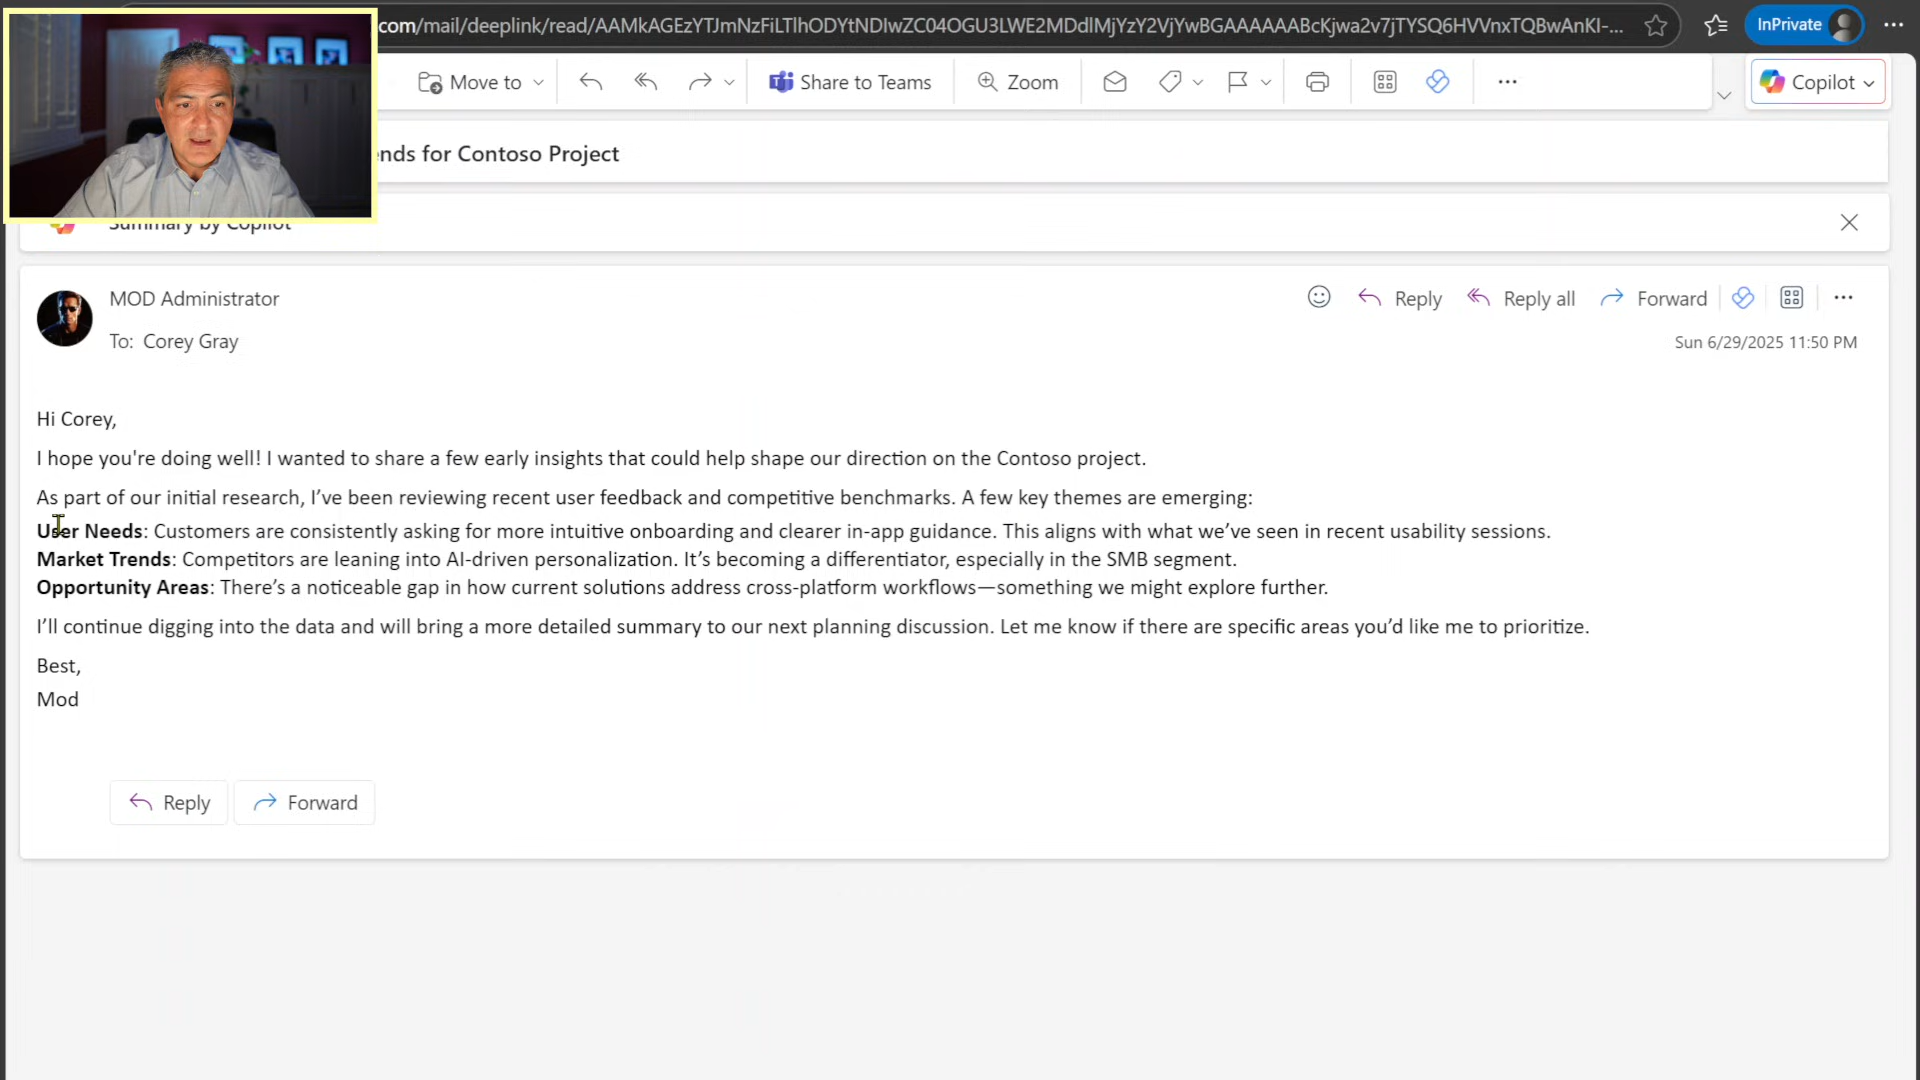 com/mail/deeplink/read/AAMkAGEzYTJmNzFiLTlhODYtNDIwZC04OGU3LWE2MDdlMjYzY2VjYwBGAAAAAABcKjwa2v7jTYSQ6HVVnxTQBwAnKI-...
InPrivate
Move to
Share to Teams
Zoom
Copilot
nds for Contoso Project
Summary by Copilot
MOD Administrator
Reply
Reply all
Forward
To: Corey Gray
Sun 6/29/2025 11:50 PM
Hi Corey,
I hope you're doing well! I wanted to share a few early insights that could help shape our direction on the Contoso project.
As part of our initial research, I’ve been reviewing recent user feedback and competitive benchmarks. A few key themes are emerging:
User Needs: Customers are consistently asking for more intuitive onboarding and clearer in-app guidance. This aligns with what we’ve seen in recent usability sessions.
Market Trends: Competitors are leaning into AI-driven personalization. It’s becoming a differentiator, especially in the SMB segment.
Opportunity Areas: There’s a noticeable gap in how current solutions address cross-platform workflows—something we might explore further.
I’ll continue digging into the data and will bring a more detailed summary to our next planning discussion. Let me know if there are specific areas you’d like me to prioritize.
Best,
Mod
Reply
Forward